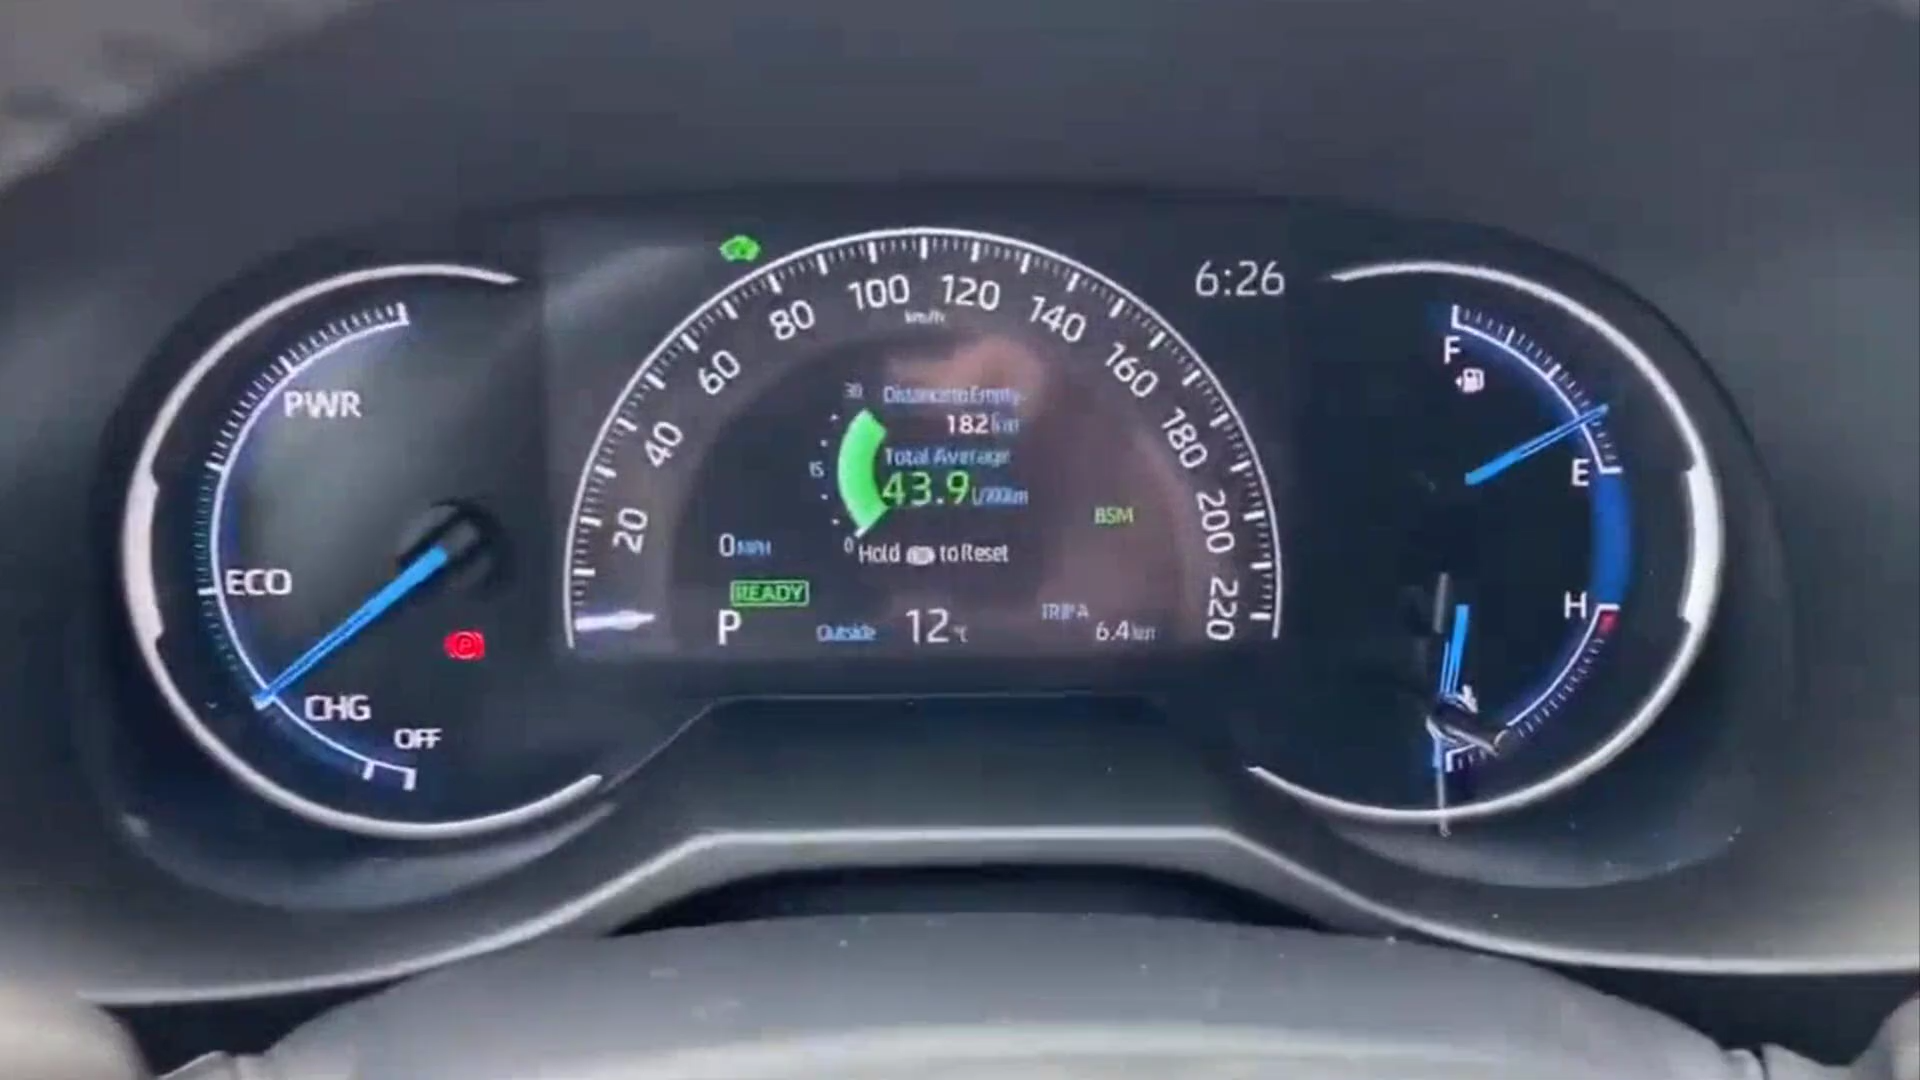 6:26
PWR
ECO
CHG
OFF
20
40
60
80
100
120
140
160
180
200
220
km/h
30
15
0
Distance to Empty
182 km
Total Average
43.9 L/100km
Hold to Reset
BSM
0 MPH
READY
P
Outside 12 °C
TRIP A
6.4 km
F
E
H